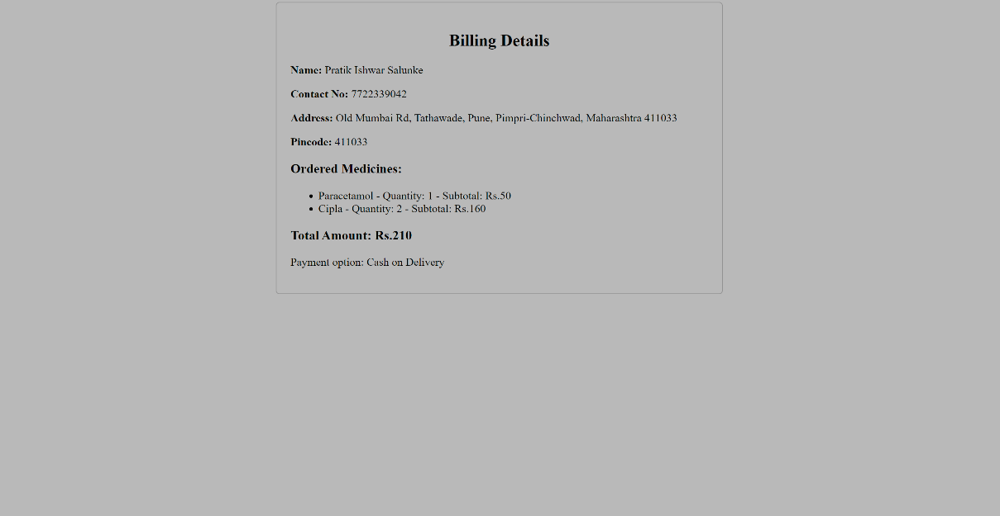 Billing Details
Name: Pratik Ishwar Salunke
Contact No: 7722339042
Address: Old Mumbai Rd, Tathawade, Pune, Pimpri-Chinchwad, Maharashtra 411033
Pincode: 411033
Ordered Medicines:
• Paracetamol - Quantity: 1 - Subtotal: Rs.50
• Cipla - Quantity: 2 - Subtotal: Rs.160
Total Amount: Rs.210
Payment option: Cash on Delivery